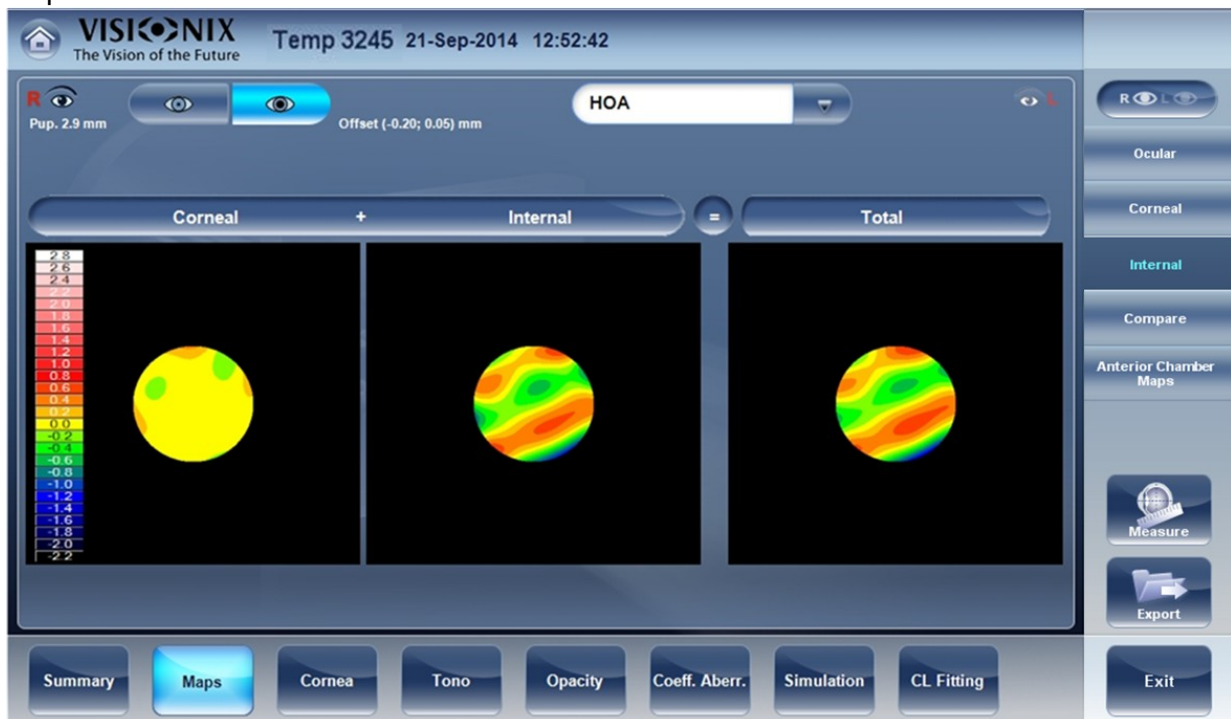 VISIONIX
The Vision of the Future
Temp 3245 21-Sep-2014 12:52:42
R
Pup. 2.9 mm
Offset (-0.20; 0.05) mm
HOA
L
R L
Ocular
Corneal
Internal
Compare
Anterior Chamber
Maps
Corneal + Internal = Total
2.8
2.6
2.4
2.2
2.0
1.8
1.6
1.4
1.2
1.0
0.8
0.6
0.4
0.2
0.0
-0.2
-0.4
-0.6
-0.8
-1.0
-1.2
-1.4
-1.6
-1.8
-2.0
-2.2
Measure
Export
Summary Maps Cornea Tono Opacity Coeff. Aberr. Simulation CL Fitting Exit